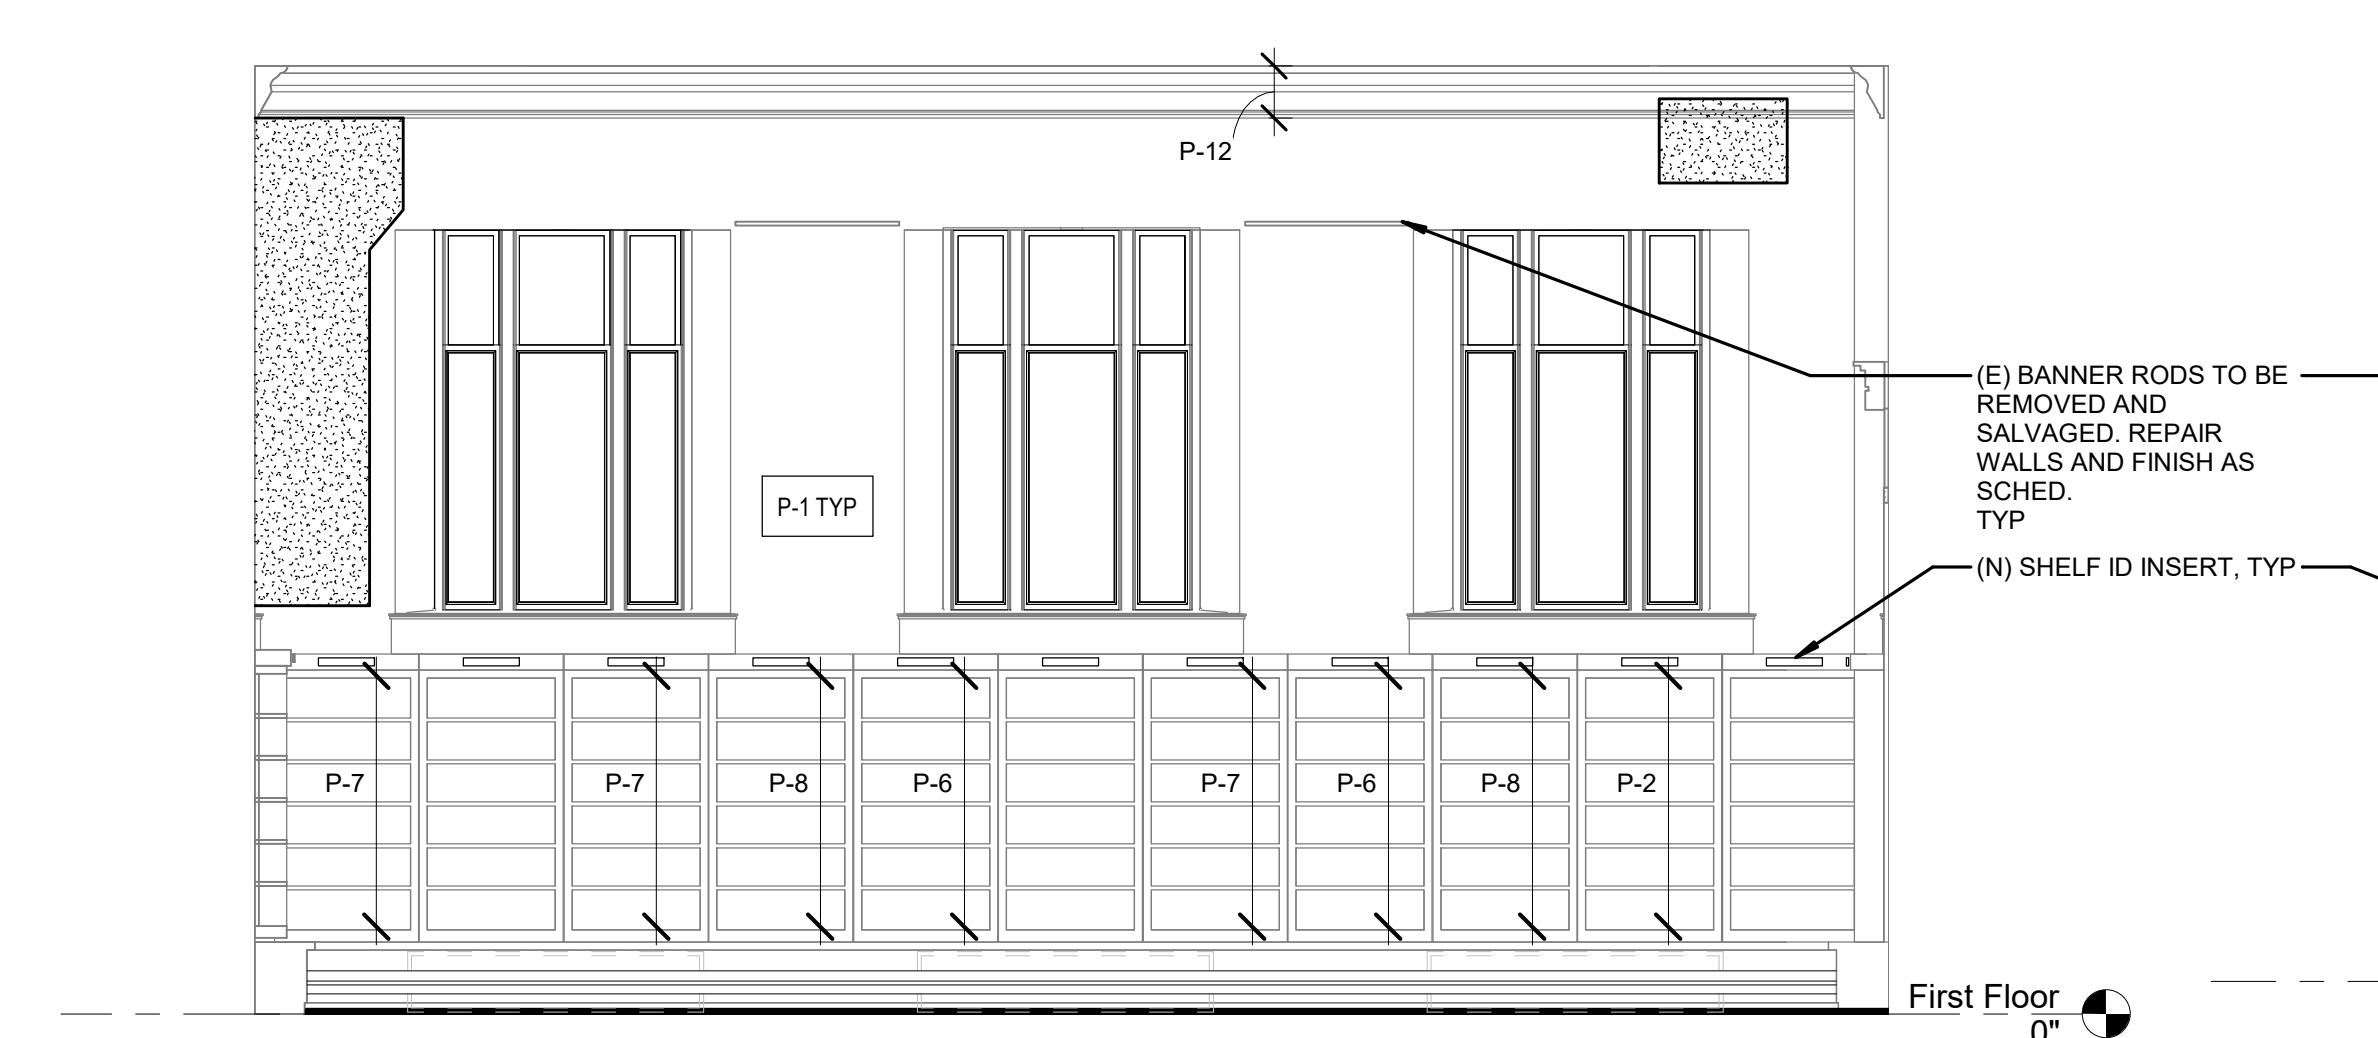 P-12
(E) BANNER RODS TO BE
REMOVED AND
SALVAGED. REPAIR
WALLS AND FINISH AS
SCHED.
TYP
P-1 TYP
(N) SHELF ID INSERT, TYP
P-7
P-7
P-8
P-6
P-7
P-6
P-8
P-2
First Floor
0"